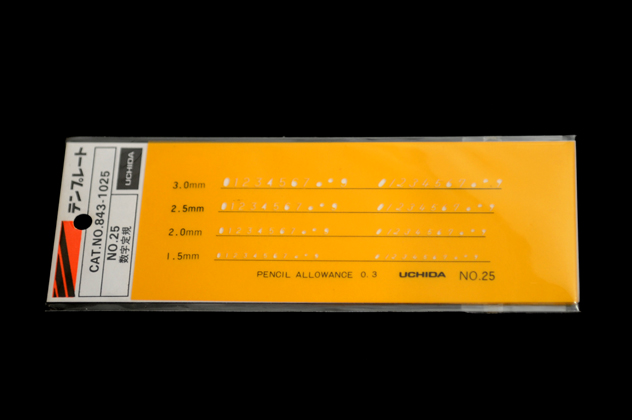 テンプレート
CAT.NO.843-1025
UCHIDA
NO.25
数字定規
3.0mm
2.5mm
2.0mm
1.5mm
PENCIL ALLOWANCE 0.3 UCHIDA NO.25